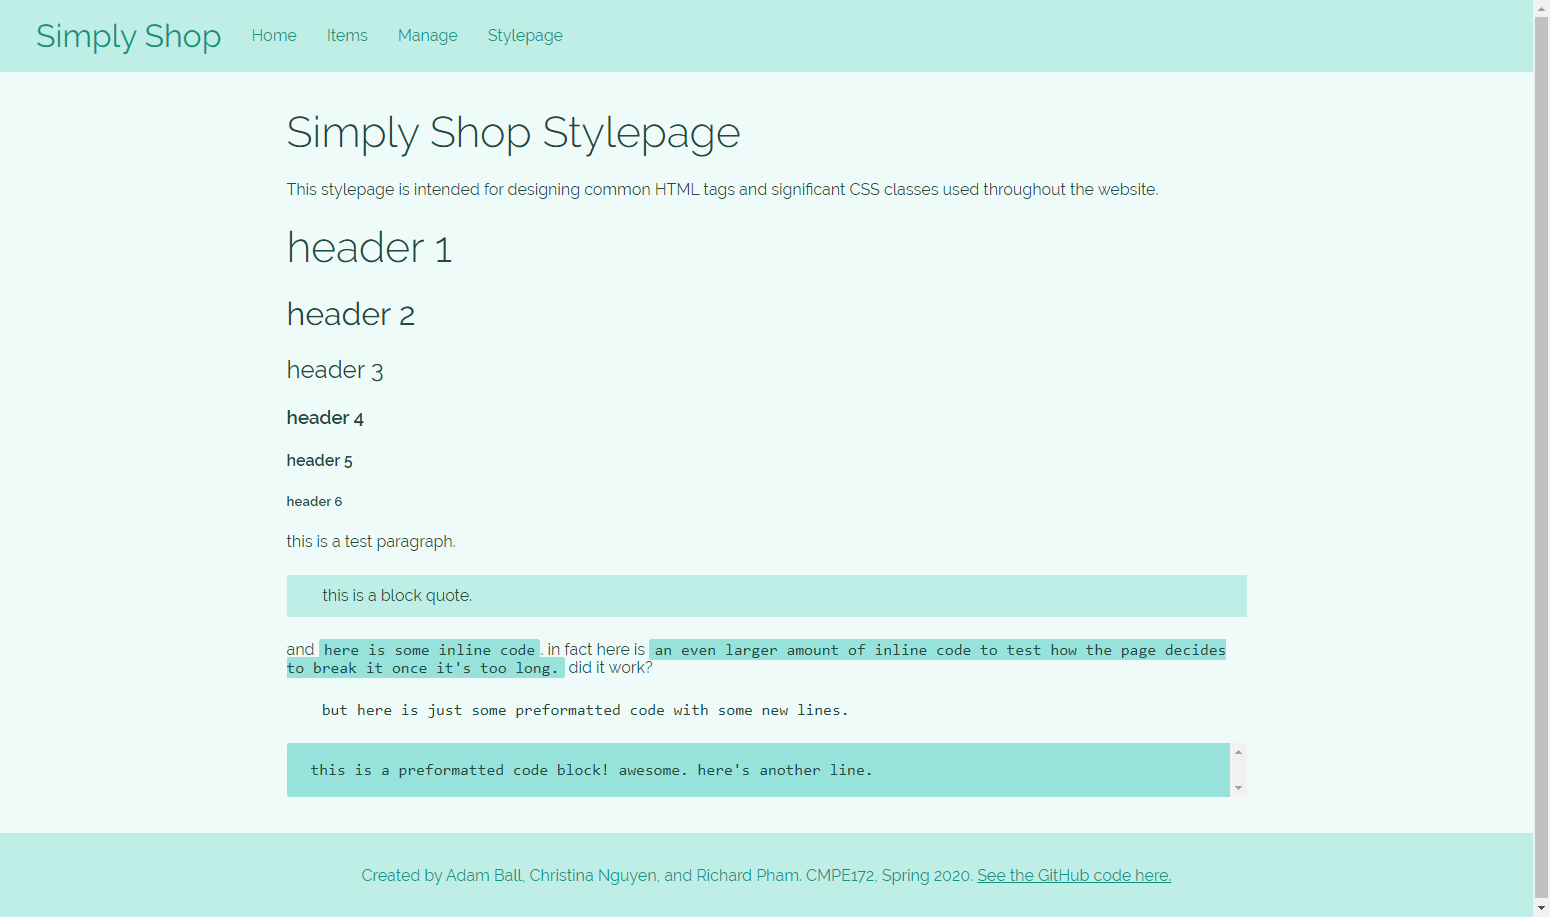 Simply Shop Home Items Manage Stylepage
Simply Shop Stylepage
This stylepage is intended for designing common HTML tags and significant CSS classes used throughout the website.
header 1
header 2
header 3
header 4
header 5
header 6
this is a test paragraph.
this is a block quote.
and here is some inline code. in fact here is an even larger amount of inline code to test how the page decides
to break it once it's too long. did it work?
but here is just some preformatted code with some new lines.
this is a preformatted code block! awesome. here's another line.
Created by Adam Ball, Christina Nguyen, and Richard Pham. CMPE172, Spring 2020. See the GitHub code here.